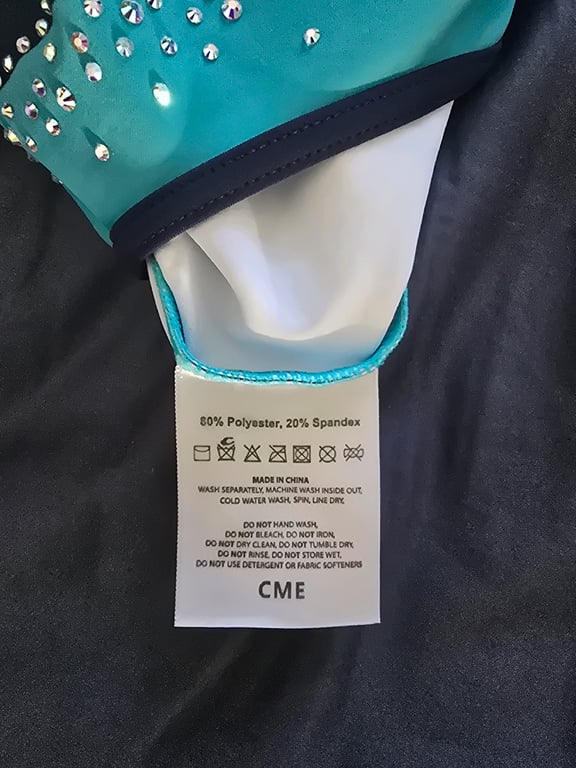 80% Polyester, 20% Spandex
MADE IN CHINA
WASH SEPARATELY, MACHINE WASH INSIDE OUT,
COLD WATER WASH, SPIN, LINE DRY.
DO NOT HAND WASH,
DO NOT BLEACH, DO NOT IRON,
DO NOT DRY CLEAN, DO NOT TUMBLE DRY,
DO NOT RINSE, DO NOT STORE WET,
DO NOT USE DETERGENT OR FABRIC SOFTENERS
CME